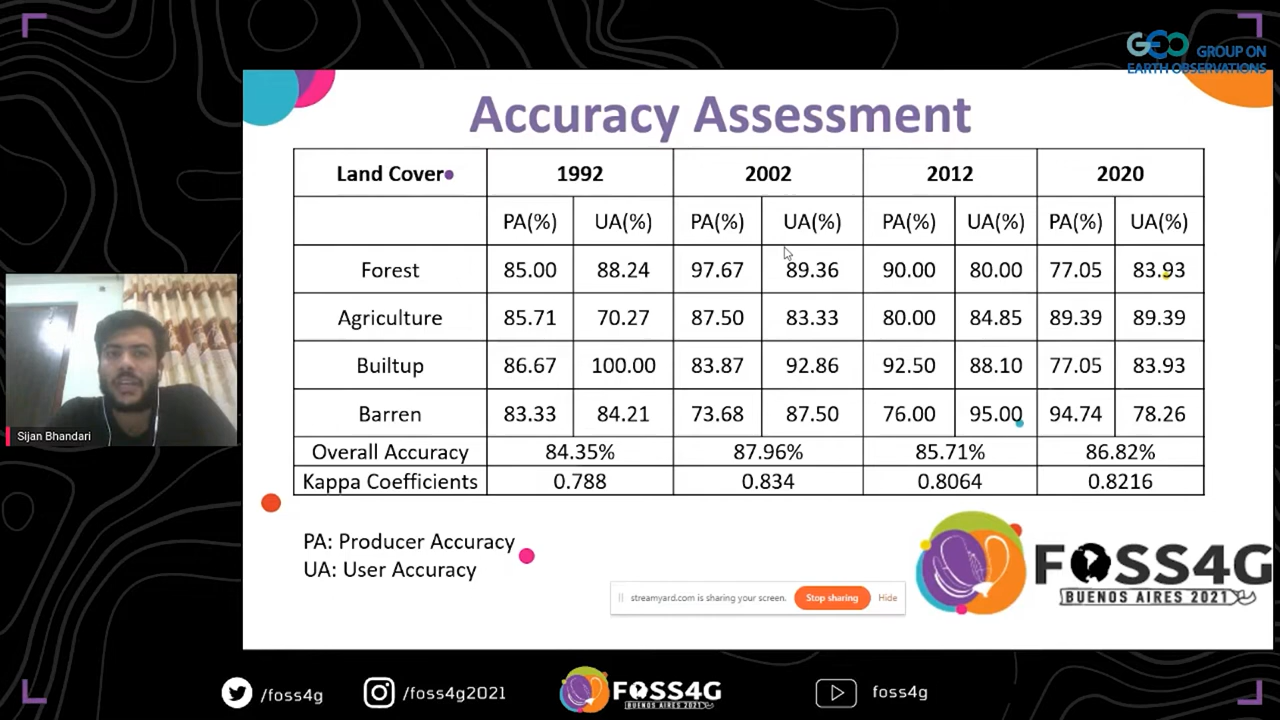 GEO GROUP ON
EARTH OBSERVATIONS
Accuracy Assessment
Land Cover 1992 2002 2012 2020
PA(%) UA(%) PA(%) UA(%) PA(%) UA(%) PA(%) UA(%)
Forest 85.00 88.24 97.67 89.36 90.00 80.00 77.05 83.93
Agriculture 85.71 70.27 87.50 83.33 80.00 84.85 89.39 89.39
Builtup 86.67 100.00 83.87 92.86 92.50 88.10 77.05 83.93
Barren 83.33 84.21 73.68 87.50 76.00 95.00 94.74 78.26
Overall Accuracy 84.35% 87.96% 85.71% 86.82%
Kappa Coefficients 0.788 0.834 0.8064 0.8216
Sijan Bhandari
PA: Producer Accuracy
UA: User Accuracy
streamyard.com is sharing your screen. Stop sharing Hide
FOSS4G
BUENOS AIRES 2021
/foss4g /foss4g2021 FOSS4G foss4g
BUENOS AIRES 2021